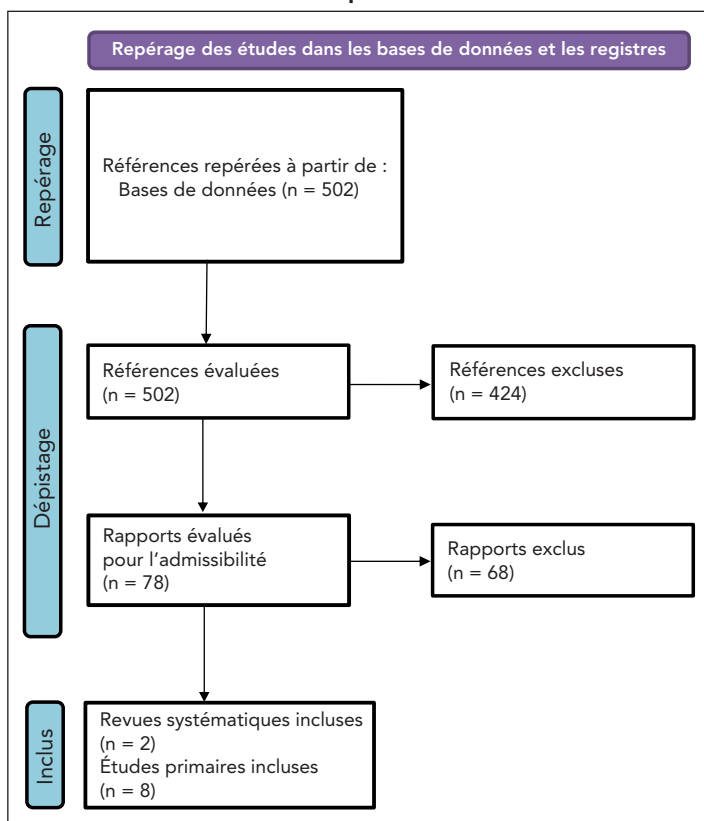 Repérage des études dans les bases de données et les registres
Repérage
Références repérées à partir de :
Bases de données (n = 502)
Dépistage
Références évaluées
(n = 502)
Références excluses
(n = 424)
Rapports évalués
pour l’admissibilité
(n = 78)
Rapports exclus
(n = 68)
Inclus
Revues systématiques incluses
(n = 2)
Études primaires incluses
(n = 8)